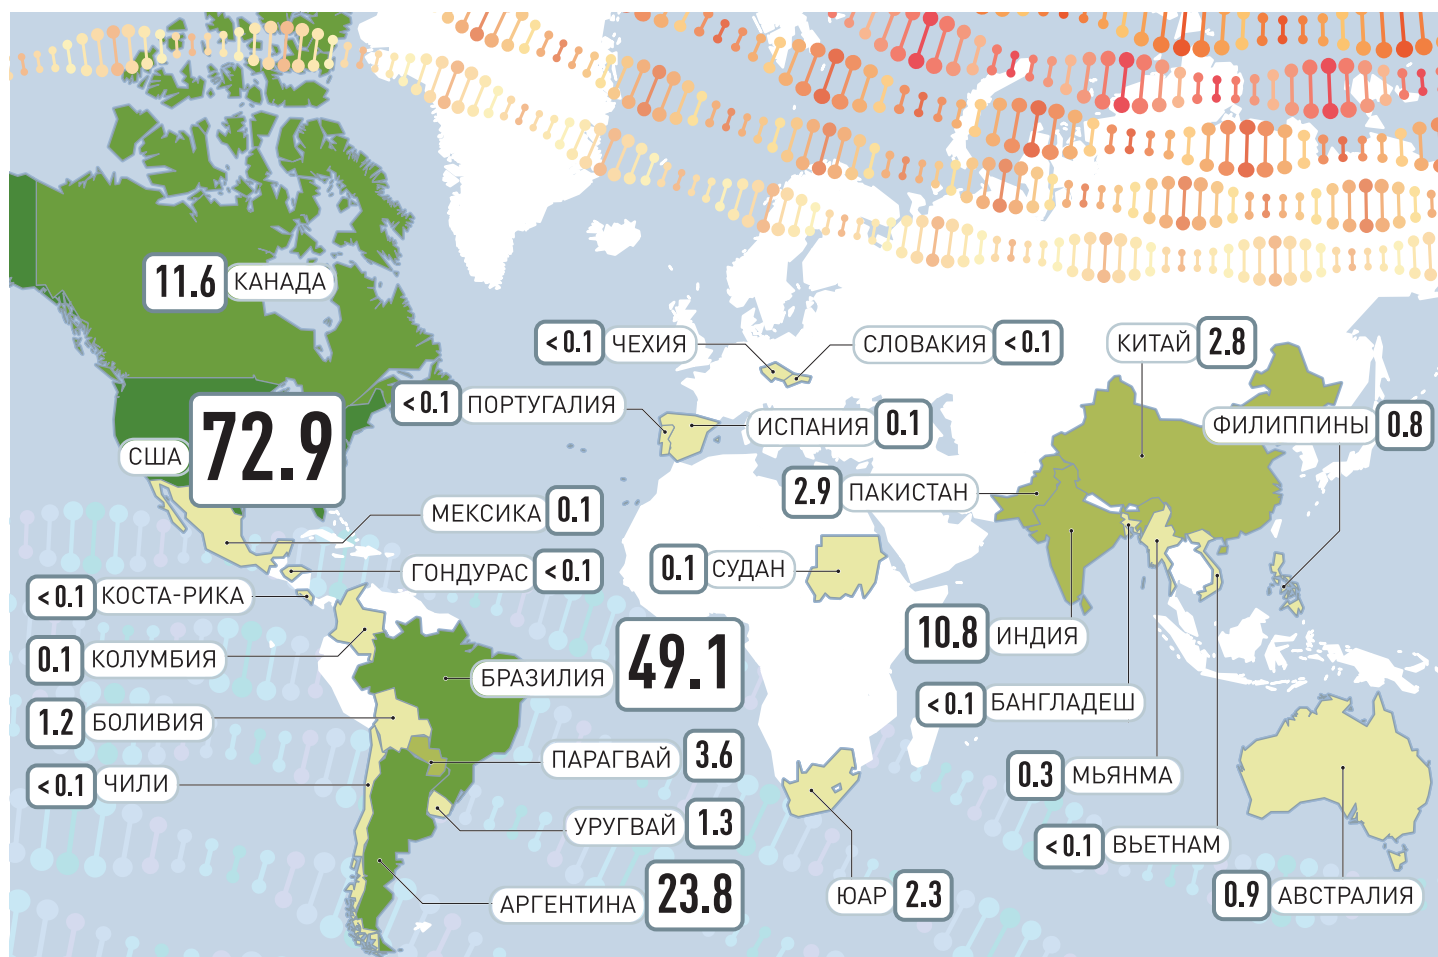 11.6 КАНАДА
< 0.1 ЧЕХИЯ
СЛОВАКИЯ < 0.1
КИТАЙ 2.8
< 0.1 ПОРТУГАЛИЯ
ИСПАНИЯ 0.1
ФИЛИППИНЫ 0.8
США 72.9
2.9 ПАКИСТАН
МЕКСИКА 0.1
ГОНДУРАС < 0.1
0.1 СУДАН
< 0.1 КОСТА-РИКА
10.8 ИНДИЯ
0.1 КОЛУМБИЯ
БРАЗИЛИЯ 49.1
< 0.1 БАНГЛАДЕШ
1.2 БОЛИВИЯ
ПАРАГВАЙ 3.6
0.3 МЬЯНМА
< 0.1 ЧИЛИ
УРУГВАЙ 1.3
< 0.1 ВЬЕТНАМ
АРГЕНТИНА 23.8
ЮАР 2.3
0.9 АВСТРАЛИЯ